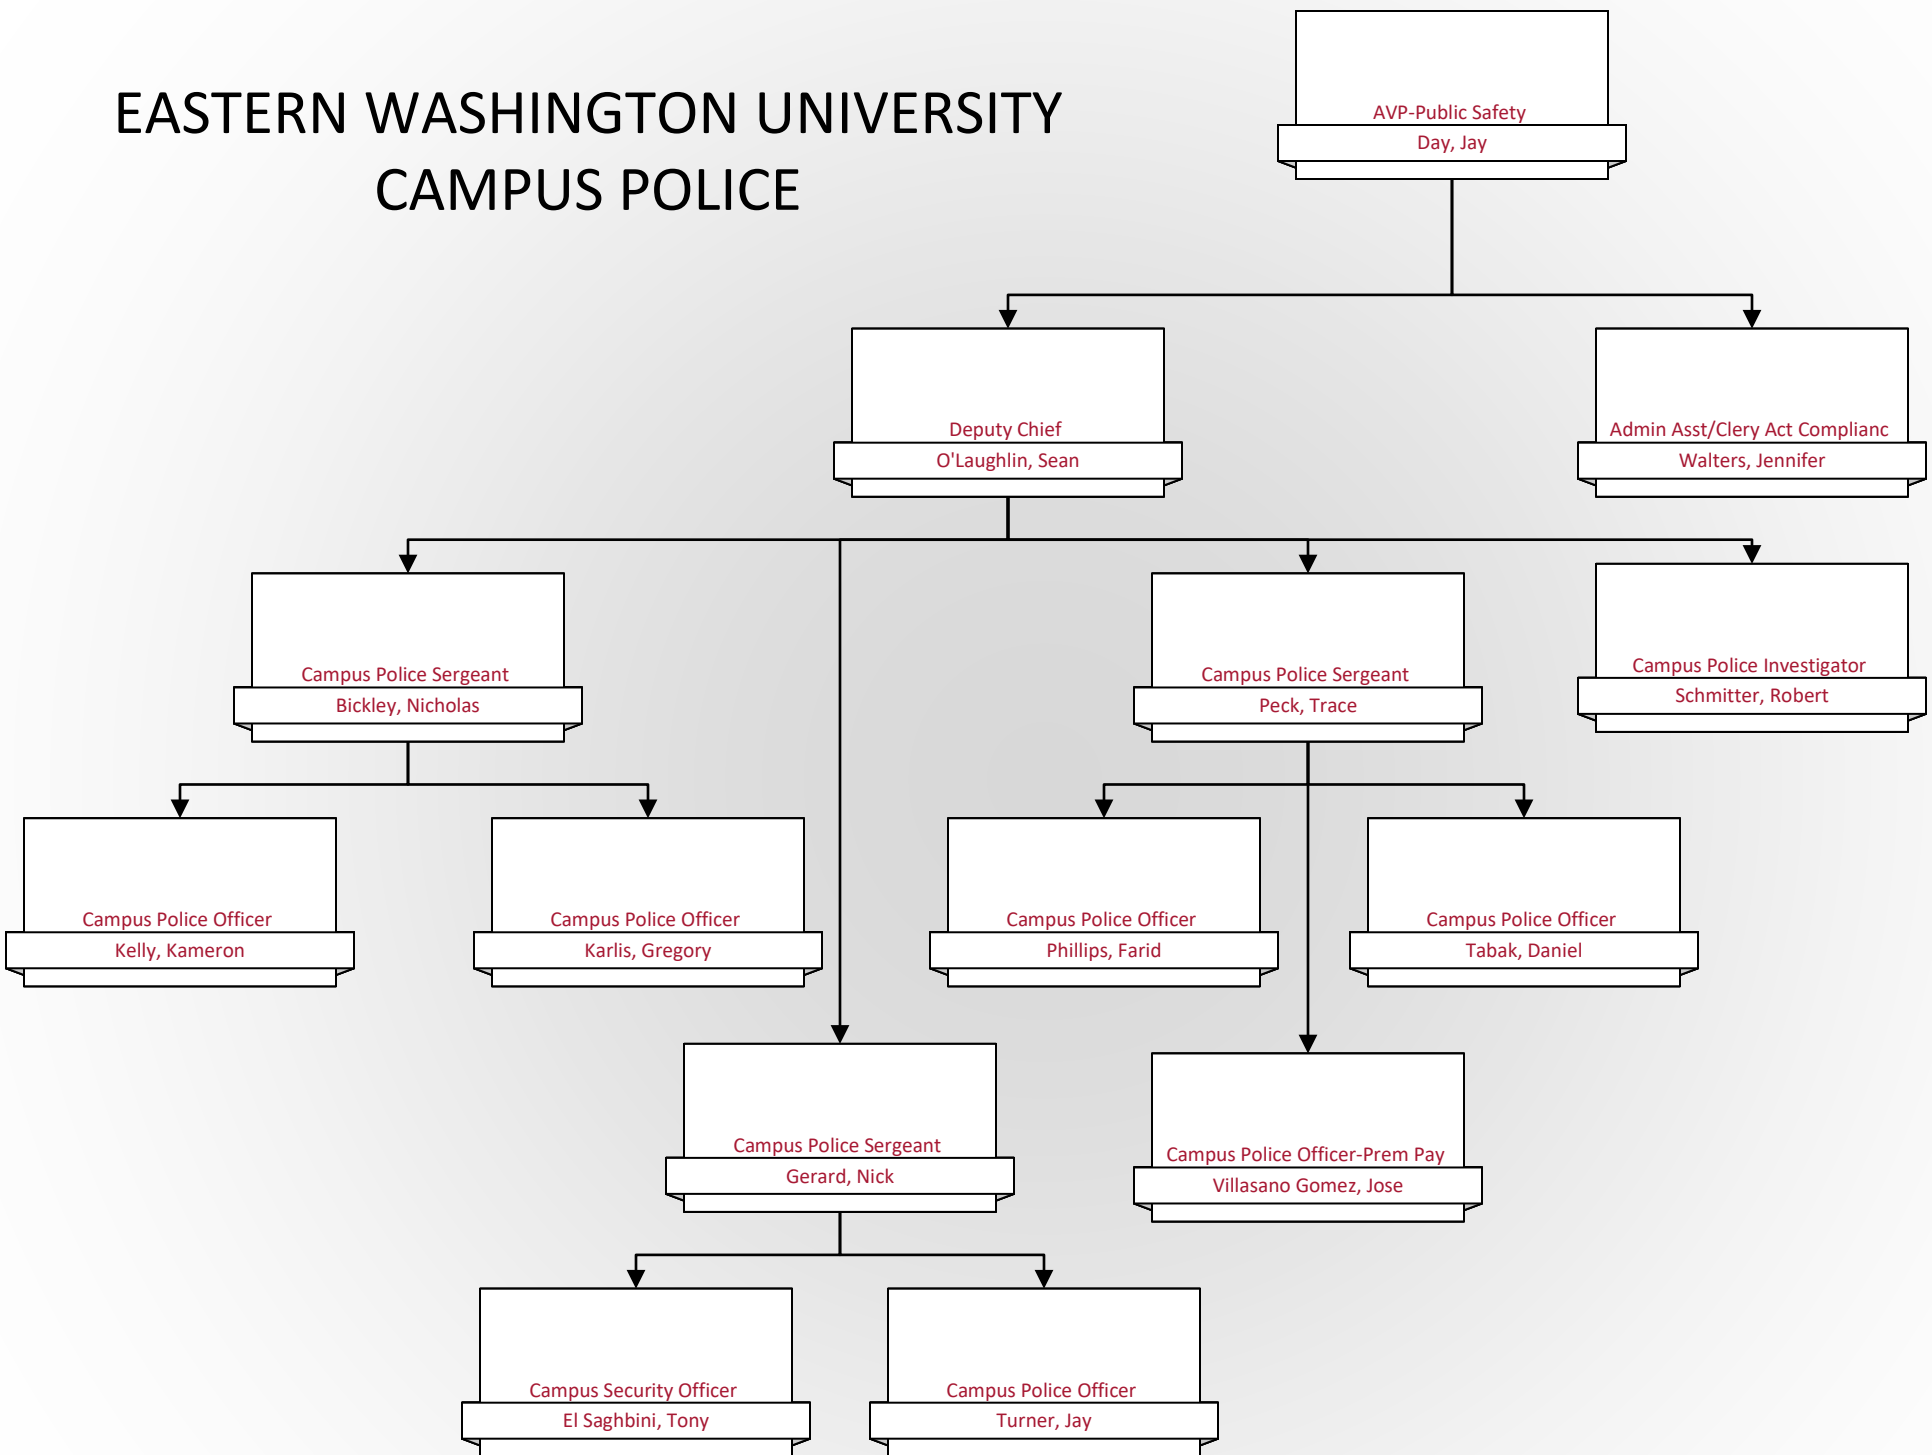 EASTERN WASHINGTON UNIVERSITY
CAMPUS POLICE
AVP-Public Safety
Day, Jay
Deputy Chief
O'Laughlin, Sean
Admin Asst/Clery Act Complianc
Walters, Jennifer
Campus Police Sergeant
Bickley, Nicholas
Campus Police Sergeant
Peck, Trace
Campus Police Investigator
Schmitter, Robert
Campus Police Officer
Kelly, Kameron
Campus Police Officer
Karlis, Gregory
Campus Police Officer
Phillips, Farid
Campus Police Officer
Tabak, Daniel
Campus Police Sergeant
Gerard, Nick
Campus Police Officer-Prem Pay
Villasano Gomez, Jose
Campus Security Officer
El Saghbini, Tony
Campus Police Officer
Turner, Jay